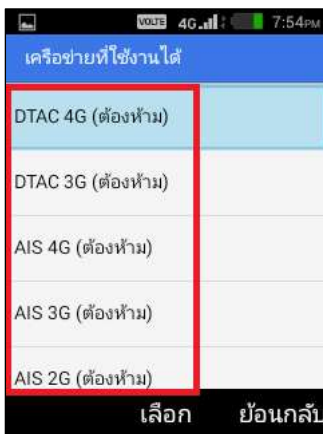 VOLTE 4G 7:54PM
เครือข่ายที่ใช้งานได้
DTAC 4G (ต้องห้าม)
DTAC 3G (ต้องห้าม)
AIS 4G (ต้องห้าม)
AIS 3G (ต้องห้าม)
AIS 2G (ต้องห้าม)
เลือก ย้อนกลับ